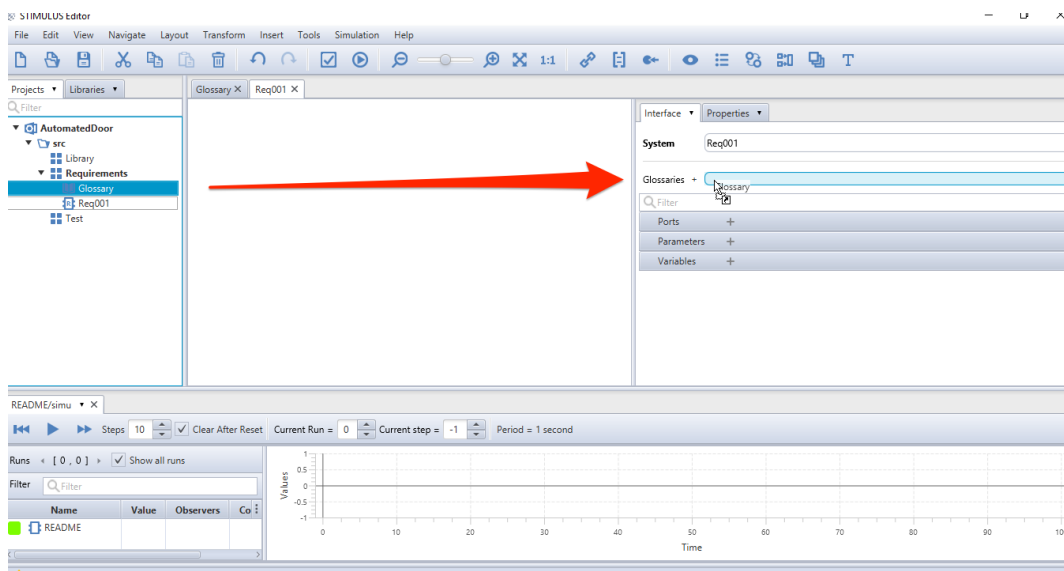 STIMULUS Editor
File Edit View Navigate Layout Transform Insert Tools Simulation Help
1:1
T
Projects Libraries
Glossary Req001
Filter
AutomatedDoor
src
Library
Requirements
Glossary
Req001
Test
Interface Properties
System Req001
Glossaries + Glossary
Filter
Ports +
Parameters +
Variables +
README/simu
Steps 10 Clear After Reset Current Run = 0 Current step = -1 Period = 1 second
Runs [ 0 , 0 ] Show all runs
Filter Filter
Name Value Observers Co
README
Values
1
0.5
0
-0.5
-1
0 10 20 30 40 50 60 70 80 90 10
Time